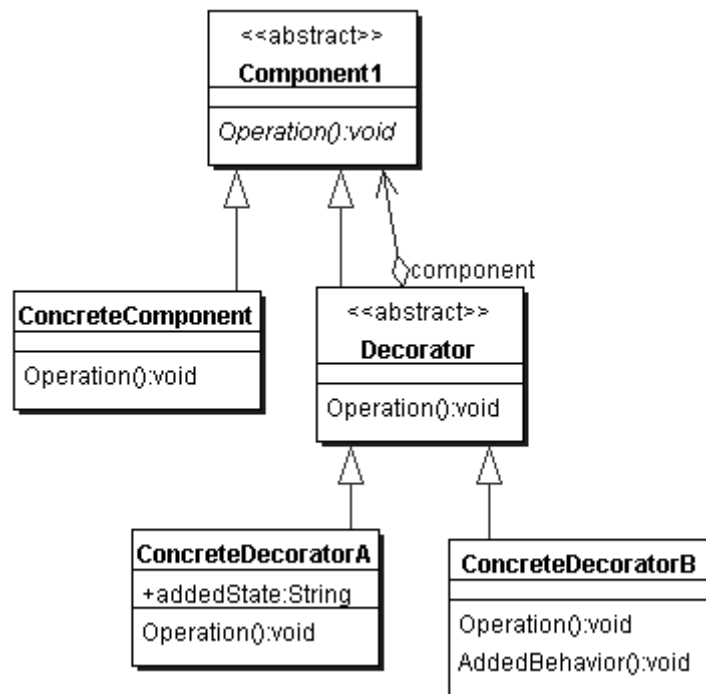 <<abstract>>
Component1
Operation():void
component
ConcreteComponent
Operation():void
<<abstract>>
Decorator
Operation():void
ConcreteDecoratorA
+addedState:String
Operation():void
ConcreteDecoratorB
Operation():void
AddedBehavior():void